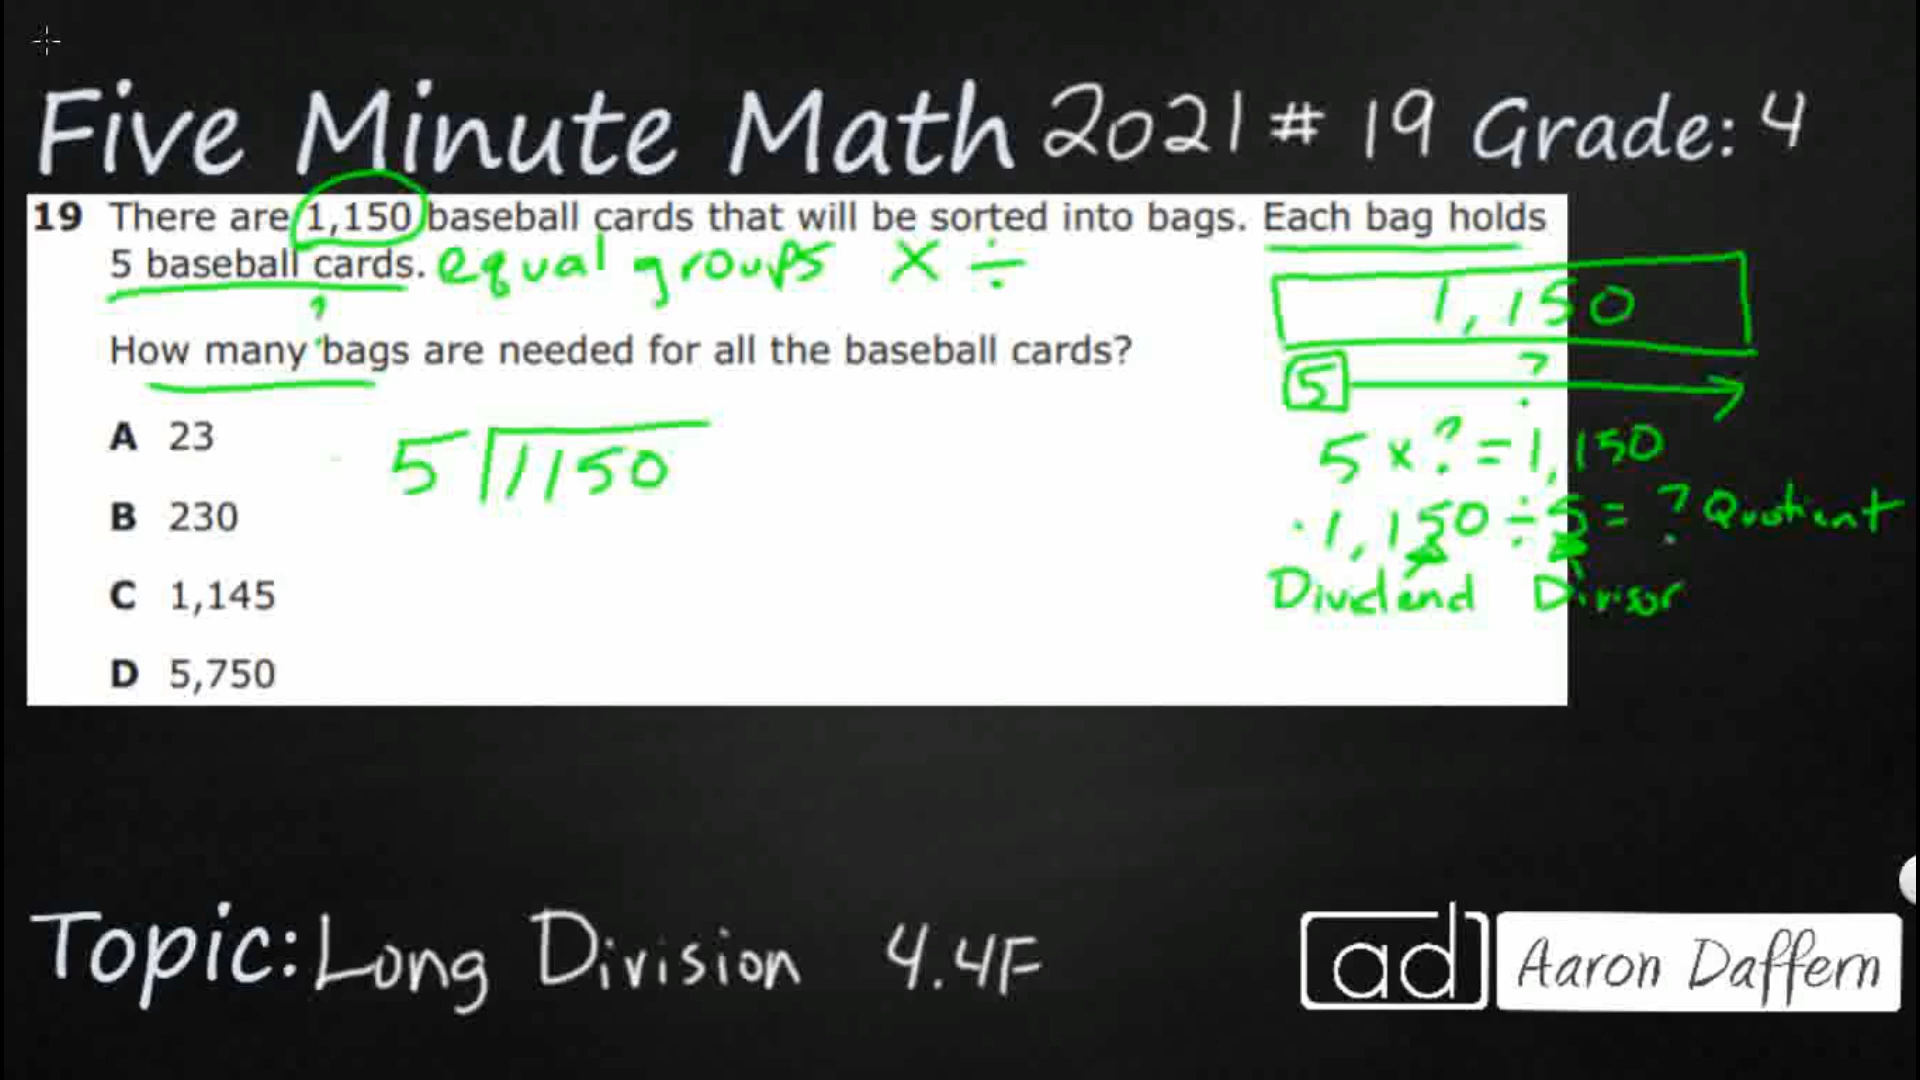 Five Minute Math 2021 # 19 Grade: 4
19 There are 1,150 baseball cards that will be sorted into bags. Each bag holds
5 baseball cards. equal groups × ÷
1,150
?
How many bags are needed for all the baseball cards?
5 ?
A 23
5 1150
5 × ? = 1,150
B 230
1,150 ÷ 5 = ? Quotient
C 1,145
Dividend Divisor
D 5,750
Topic: Long Division 4.4F
ad Aaron Daffern